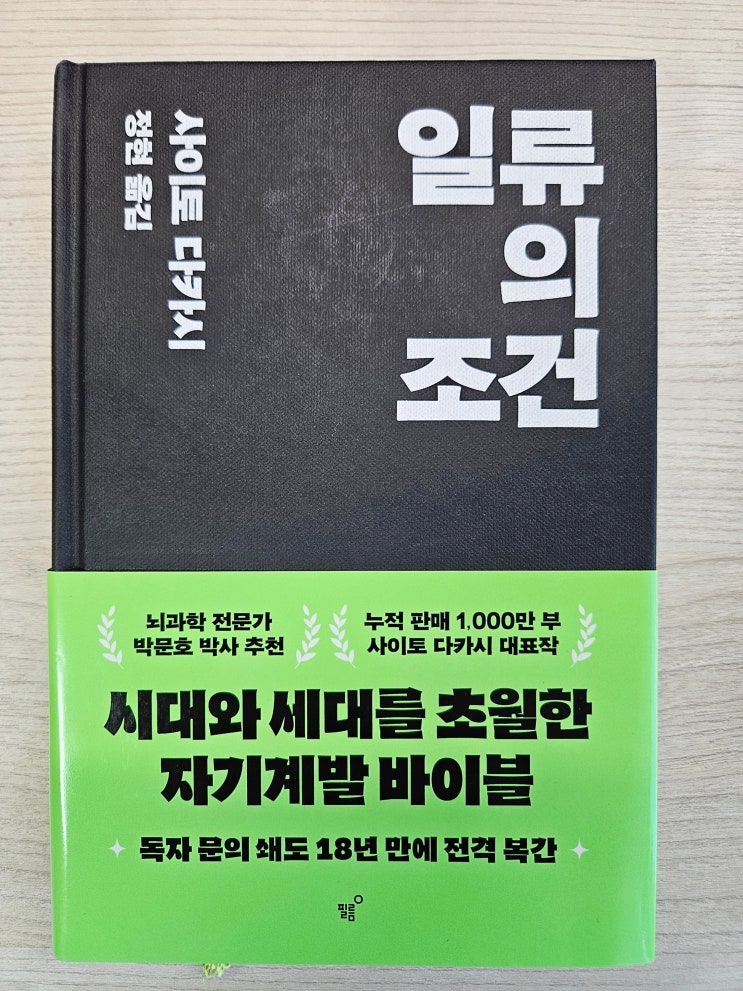 일류
의
조건
사이토 다카시
정현 옮김
뇌과학 전문가
박문호 박사 추천
누적 판매 1,000만 부
사이토 다카시 대표작
시대와 세대를 초월한
자기계발 바이블
독자 문의 쇄도 18년 만에 전격 복간
필름